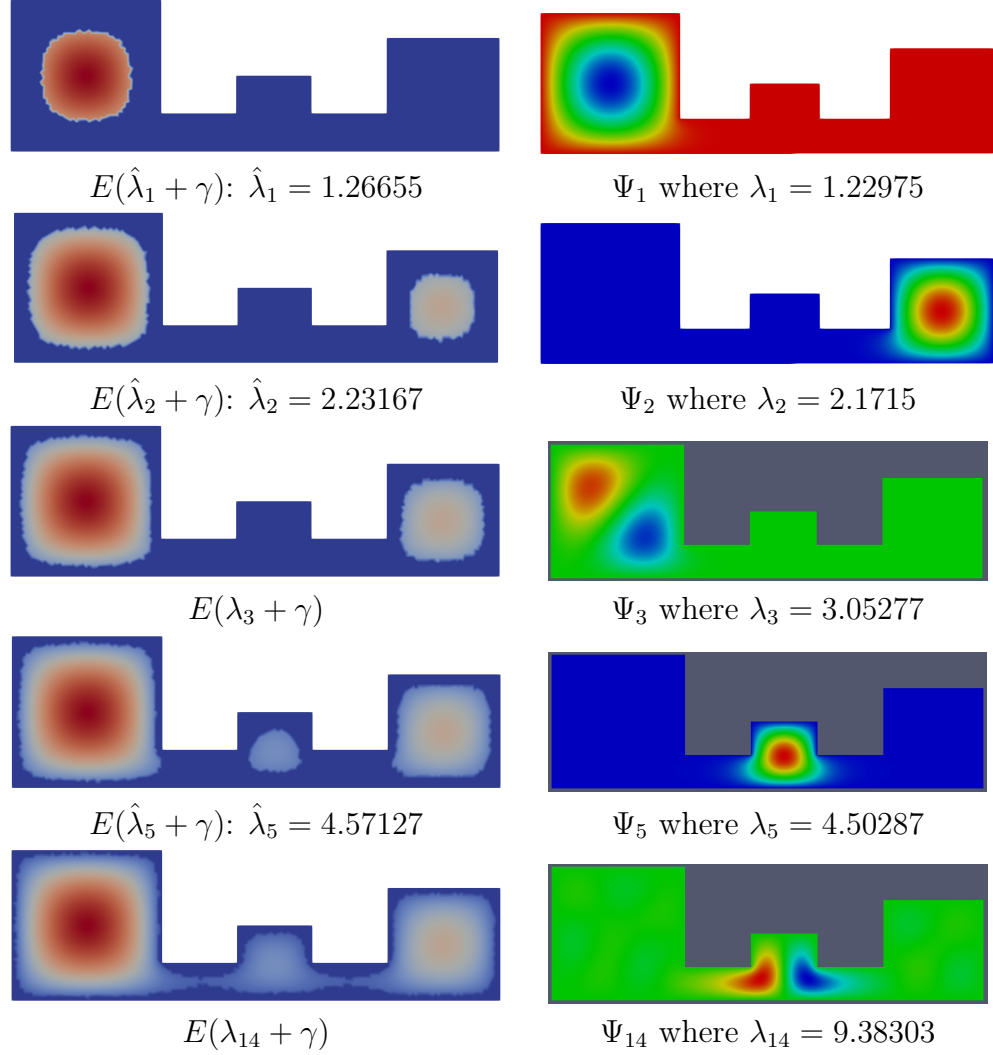 E(λ̂₁ + γ): λ̂₁ = 1.26655
Ψ₁ where λ₁ = 1.22975
E(λ̂₂ + γ): λ̂₂ = 2.23167
Ψ₂ where λ₂ = 2.1715
E(λ₃ + γ)
Ψ₃ where λ₃ = 3.05277
E(λ̂₅ + γ): λ̂₅ = 4.57127
Ψ₅ where λ₅ = 4.50287
E(λ₁₄ + γ)
Ψ₁₄ where λ₁₄ = 9.38303